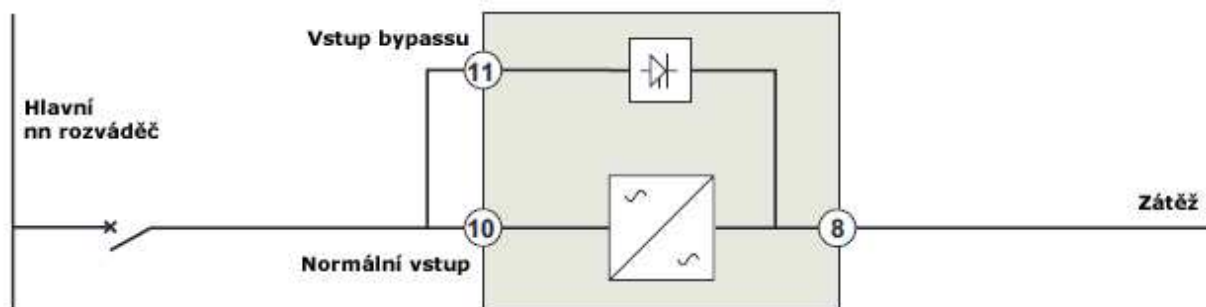 Vstup bypassu
11
Hlavní
nn rozváděč
10
8
Zátěž
Normální vstup